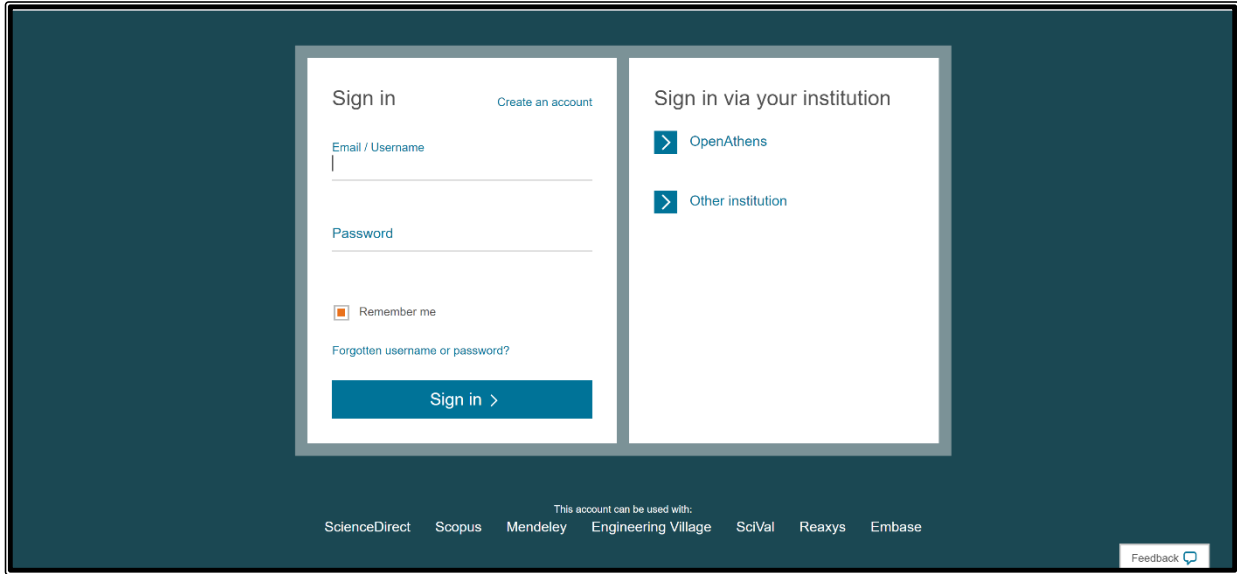 Sign in
Create an account
Email / Username
Password
Remember me
Forgotten username or password?
Sign in
Sign in via your institution
OpenAthens
Other institution
This account can be used with:
ScienceDirect Scopus Mendeley Engineering Village SciVal Reaxys Embase
Feedback